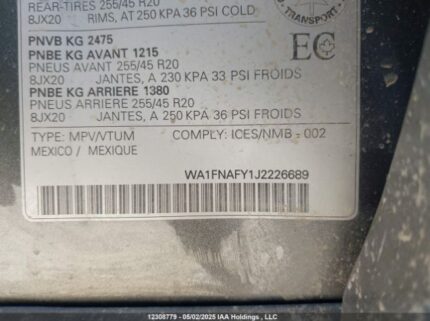 REAR-TIRES 255/45 R20
8JX20 RIMS, AT 250 KPA 36 PSI COLD
PNVB KG 2475
PNBE KG AVANT 1215
PNEUS AVANT 255/45 R20
8JX20 JANTES, A 230 KPA 33 PSI FROIDS
PNBE KG ARRIERE 1380
PNEUS ARRIERE 255/45 R20
8JX20 JANTES, A 250 KPA 36 PSI FROIDS
TRANSPORT
EC
TYPE: MPV/VTUM COMPLY: ICES/NMB - 002
MEXICO / MEXIQUE
WA1FNAFY1J2226689
12308779 - 05/02/2025 IAA Holdings , LLC